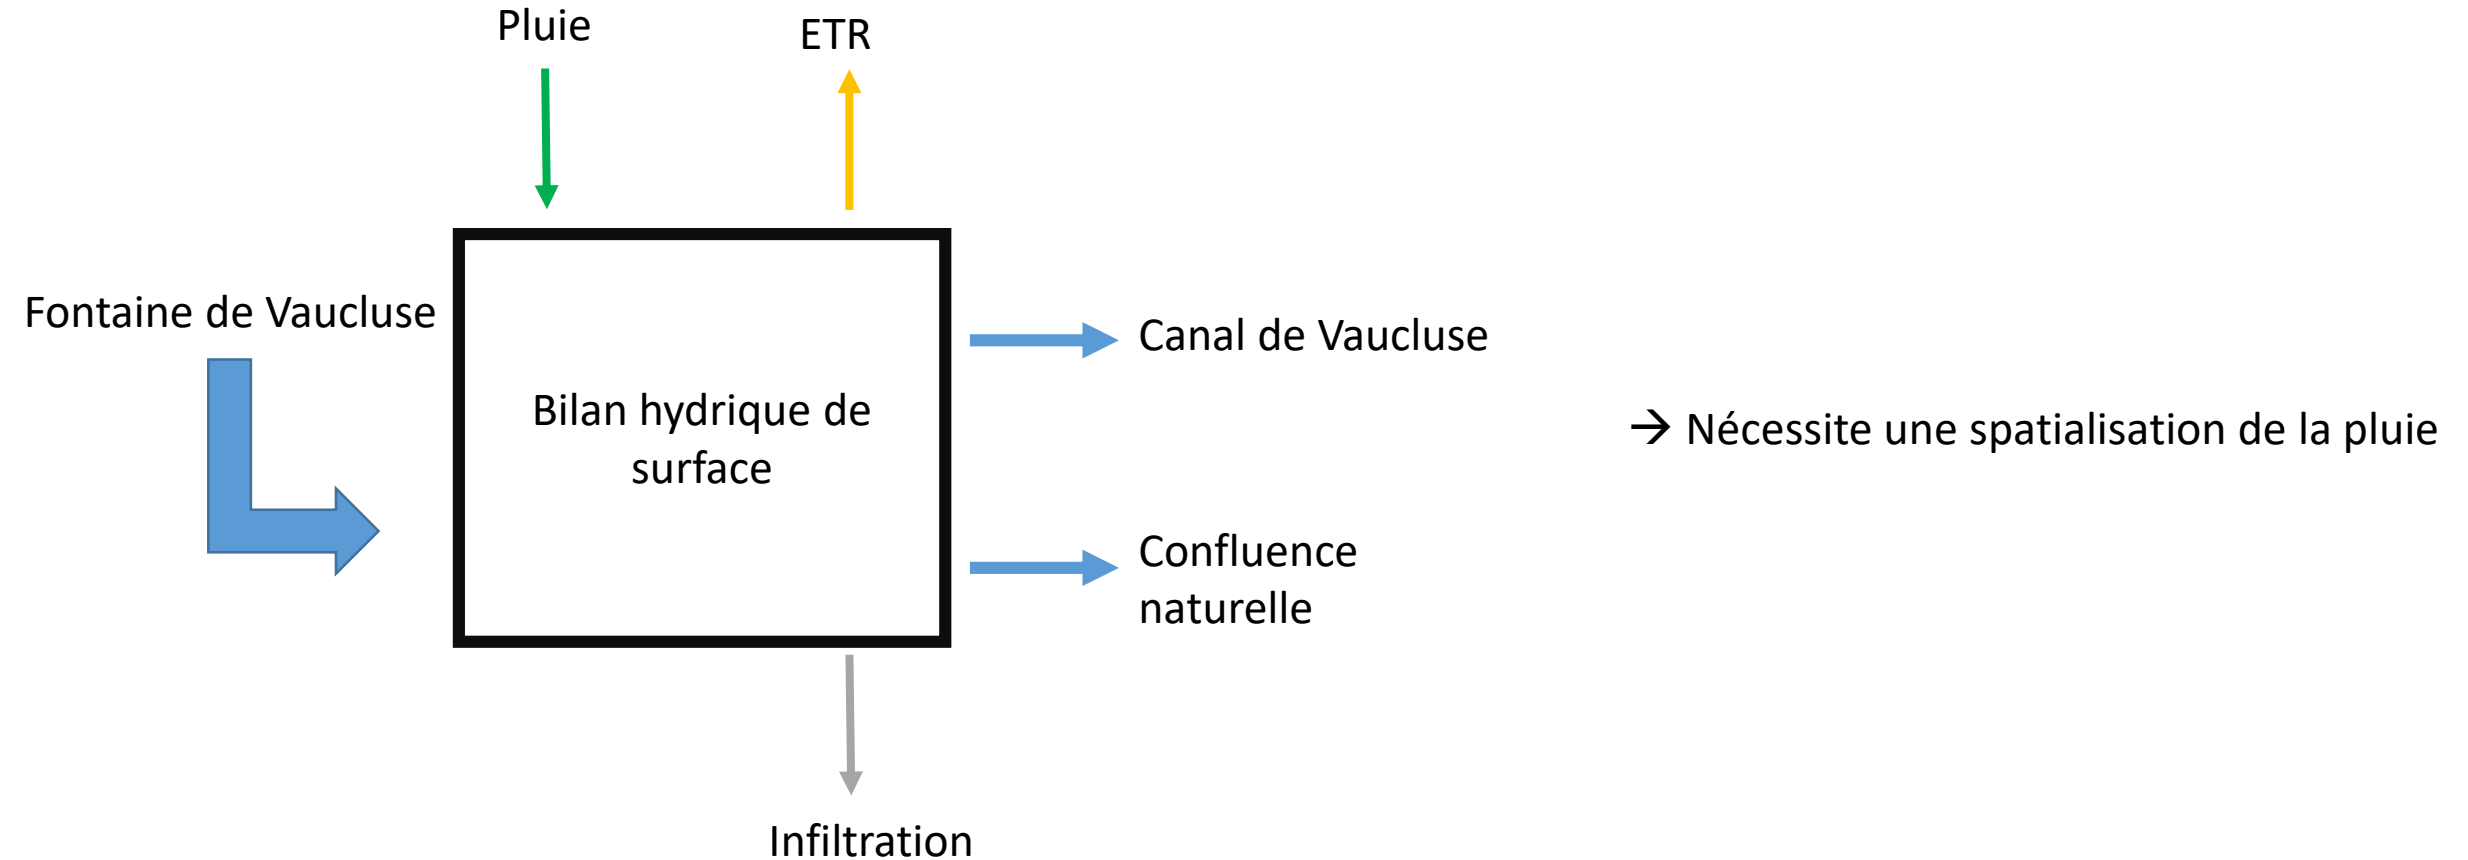 Pluie
ETR
Fontaine de Vaucluse
Bilan hydrique de
surface
Canal de Vaucluse
Confluence
naturelle
→ Nécessite une spatialisation de la pluie
Infiltration